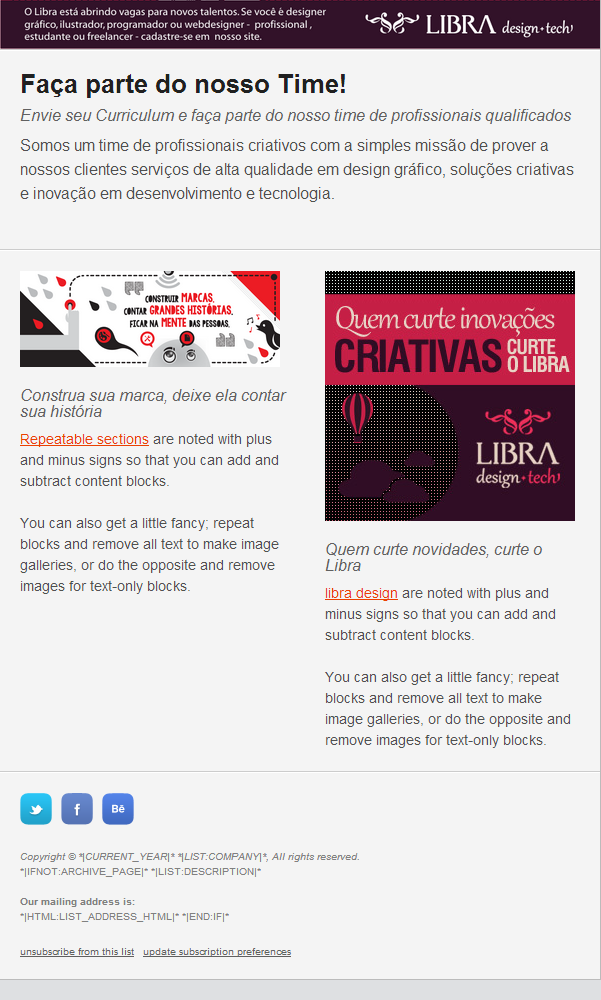 O Libra está abrindo vagas para novos talentos. Se você é designer
gráfico, ilustrador, programador ou webdesigner - profissional ,
estudante ou freelancer - cadastre-se em nosso site.
LIBRA design·tech
Faça parte do nosso Time!
Envie seu Curriculum e faça parte do nosso time de profissionais qualificados
Somos um time de profissionais criativos com a simples missão de prover a
nossos clientes serviços de alta qualidade em design gráfico, soluções criativas
e inovação em desenvolvimento e tecnologia.
CONSTRUIR MARCAS,
CONTAR GRANDES HISTÓRIAS,
FICAR NA MENTE DAS PESSOAS.
Construa sua marca, deixe ela contar
sua história
Repeatable sections are noted with plus
and minus signs so that you can add and
subtract content blocks.
You can also get a little fancy; repeat
blocks and remove all text to make image
galleries, or do the opposite and remove
images for text-only blocks.
Quem curte inovações
CRIATIVAS CURTE
O LIBRA
LIBRA
design·tech
Quem curte novidades, curte o
Libra
libra design are noted with plus and
minus signs so that you can add and
subtract content blocks.
You can also get a little fancy; repeat
blocks and remove all text to make
image galleries, or do the opposite and
remove images for text-only blocks.
f
Bē
Copyright © *|CURRENT_YEAR|* *|LIST:COMPANY|*, All rights reserved.
*|IFNOT:ARCHIVE_PAGE|* *|LIST:DESCRIPTION|*
Our mailing address is:
*|HTML:LIST_ADDRESS_HTML|* *|END:IF|*
unsubscribe from this list update subscription preferences